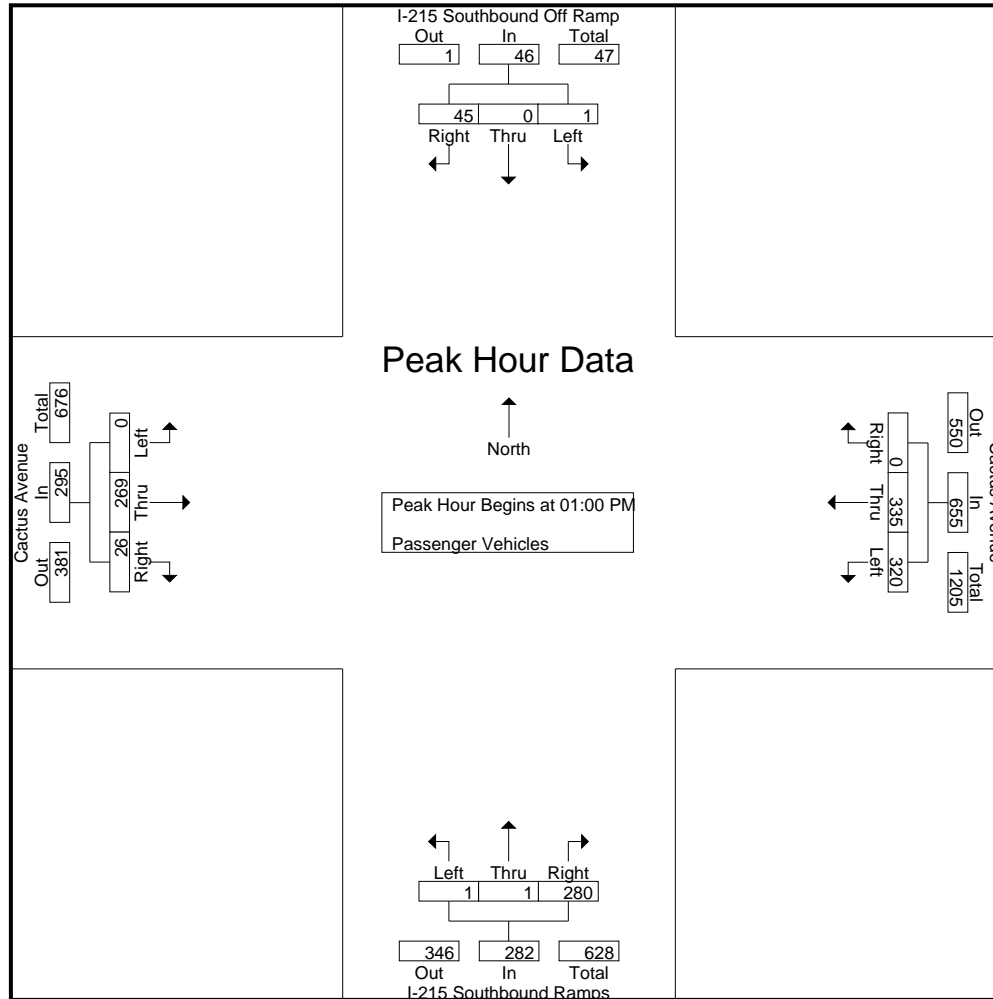 I-215 Southbound Off Ramp
Out In Total
1 46 47
45 0 1
Right Thru Left
Peak Hour Data
North
Peak Hour Begins at 01:00 PM
Passenger Vehicles
Cactus Avenue
Out In Total
381 295 676
Left Thru Right
0 269 26
Right Thru Left
0 335 320
Out In Total
550 655 1205
Left Thru Right
1 1 280
346 282 628
Out In Total
I-215 Southbound Ramps